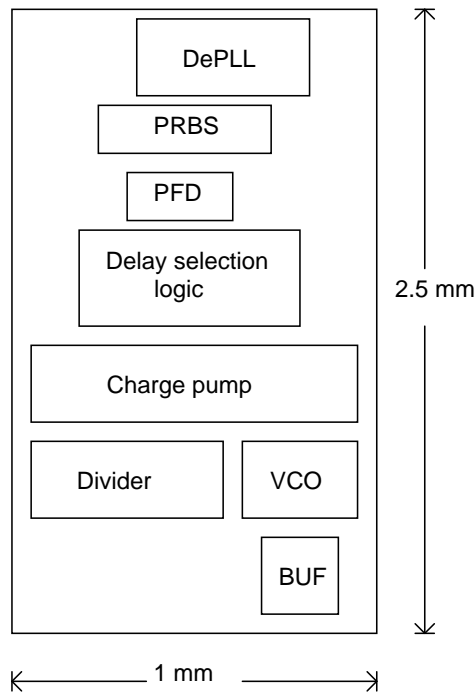 DePLL
PRBS
PFD
Delay selection
logic
2.5 mm
Charge pump
Divider
VCO
BUF
1 mm